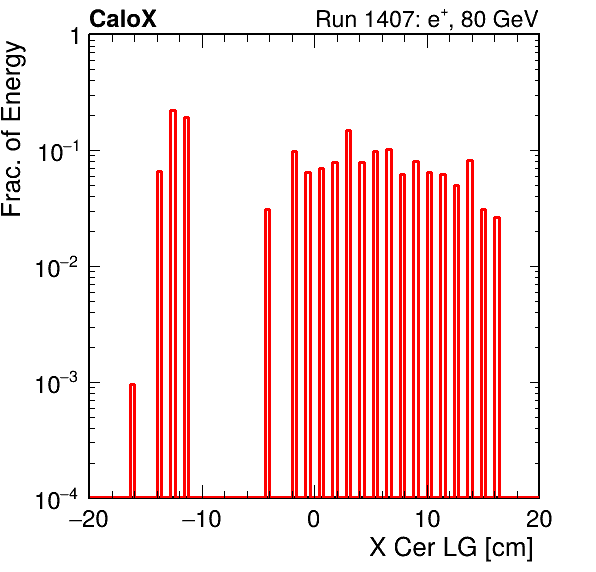 CaloX Run 1407: e⁺, 80 GeV
Frac. of Energy
1
10⁻¹
10⁻²
10⁻³
10⁻⁴
−20 −10 0 10 20
X Cer LG [cm]